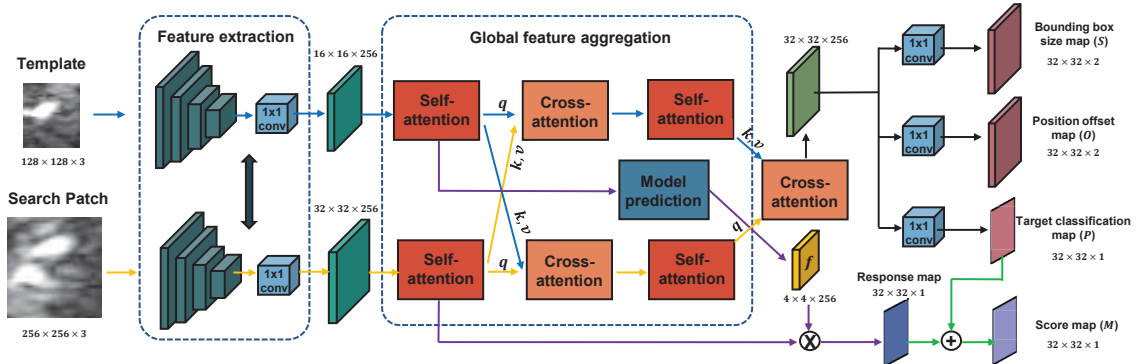 Template
128 × 128 × 3
Search Patch
256 × 256 × 3
Feature extraction
1x1
conv
1x1
conv
16 × 16 × 256
32 × 32 × 256
Global feature aggregation
Self-
attention
q
Cross-
attention
Self-
attention
k, v
k, v
k, v
Model
prediction
Self-
attention
q
Cross-
attention
Self-
attention
q
Cross-
attention
32 × 32 × 256
f
4 × 4 × 256
X
1x1
conv
Bounding box
size map (S)
32 × 32 × 2
1x1
conv
Position offset
map (O)
32 × 32 × 2
1x1
conv
Target classification
map (P)
32 × 32 × 1
Response map
32 × 32 × 1
+
Score map (M)
32 × 32 × 1